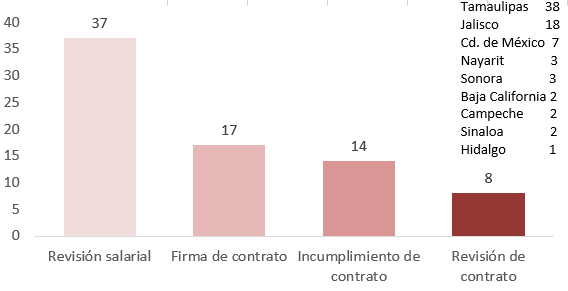 Tamaulipas 38
Jalisco 18
Cd. de México 7
Nayarit 3
Sonora 3
Baja California 2
Campeche 2
Sinaloa 2
Hidalgo 1
40
35
30
25
20
15
10
5
0
37
17
14
8
Revisión salarial
Firma de contrato
Incumplimiento de
contrato
Revisión de
contrato